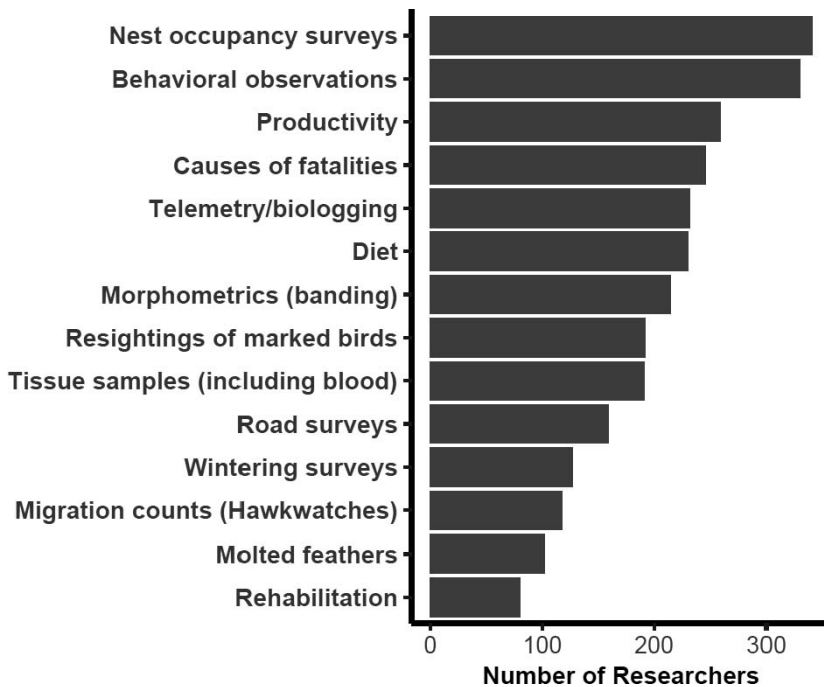 Nest occupancy surveys
Behavioral observations
Productivity
Causes of fatalities
Telemetry/biologging
Diet
Morphometrics (banding)
Resightings of marked birds
Tissue samples (including blood)
Road surveys
Wintering surveys
Migration counts (Hawkwatches)
Molted feathers
Rehabilitation
0 100 200 300
Number of Researchers